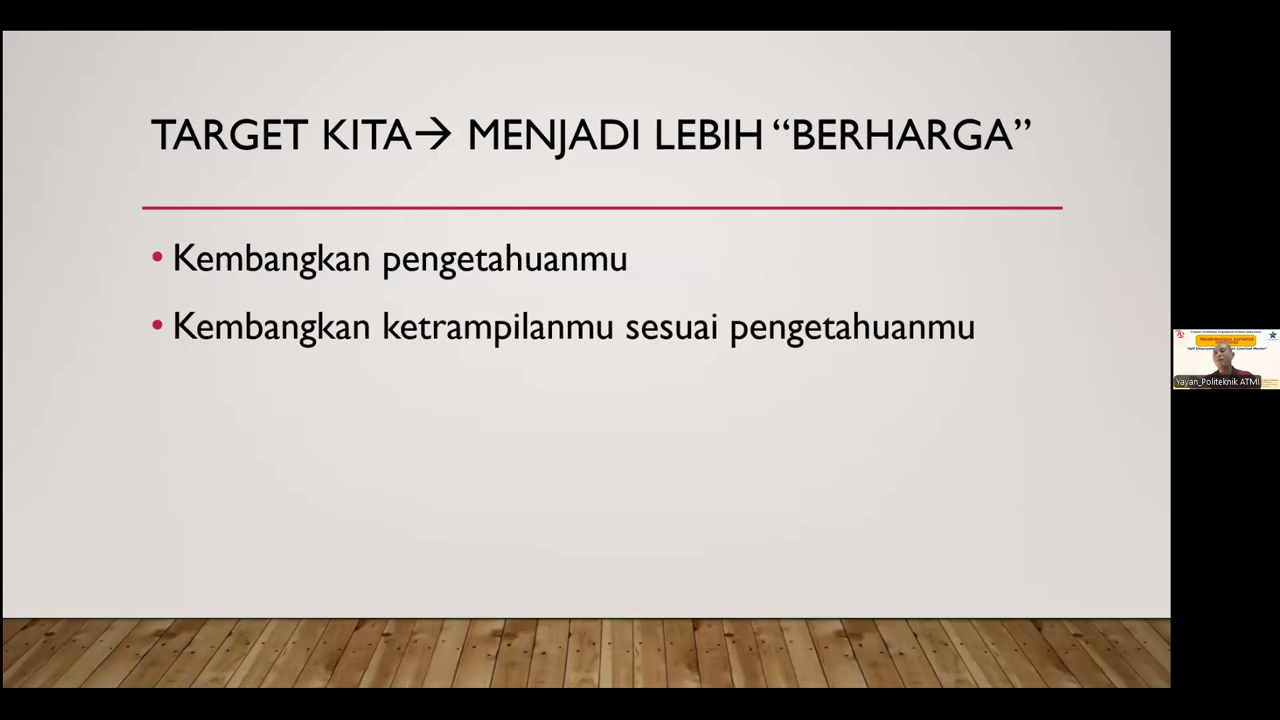 TARGET KITA→ MENJADI LEBIH “BERHARGA”
• Kembangkan pengetahuanmu
• Kembangkan ketrampilanmu sesuai pengetahuanmu
Yayan_Politeknik ATMI